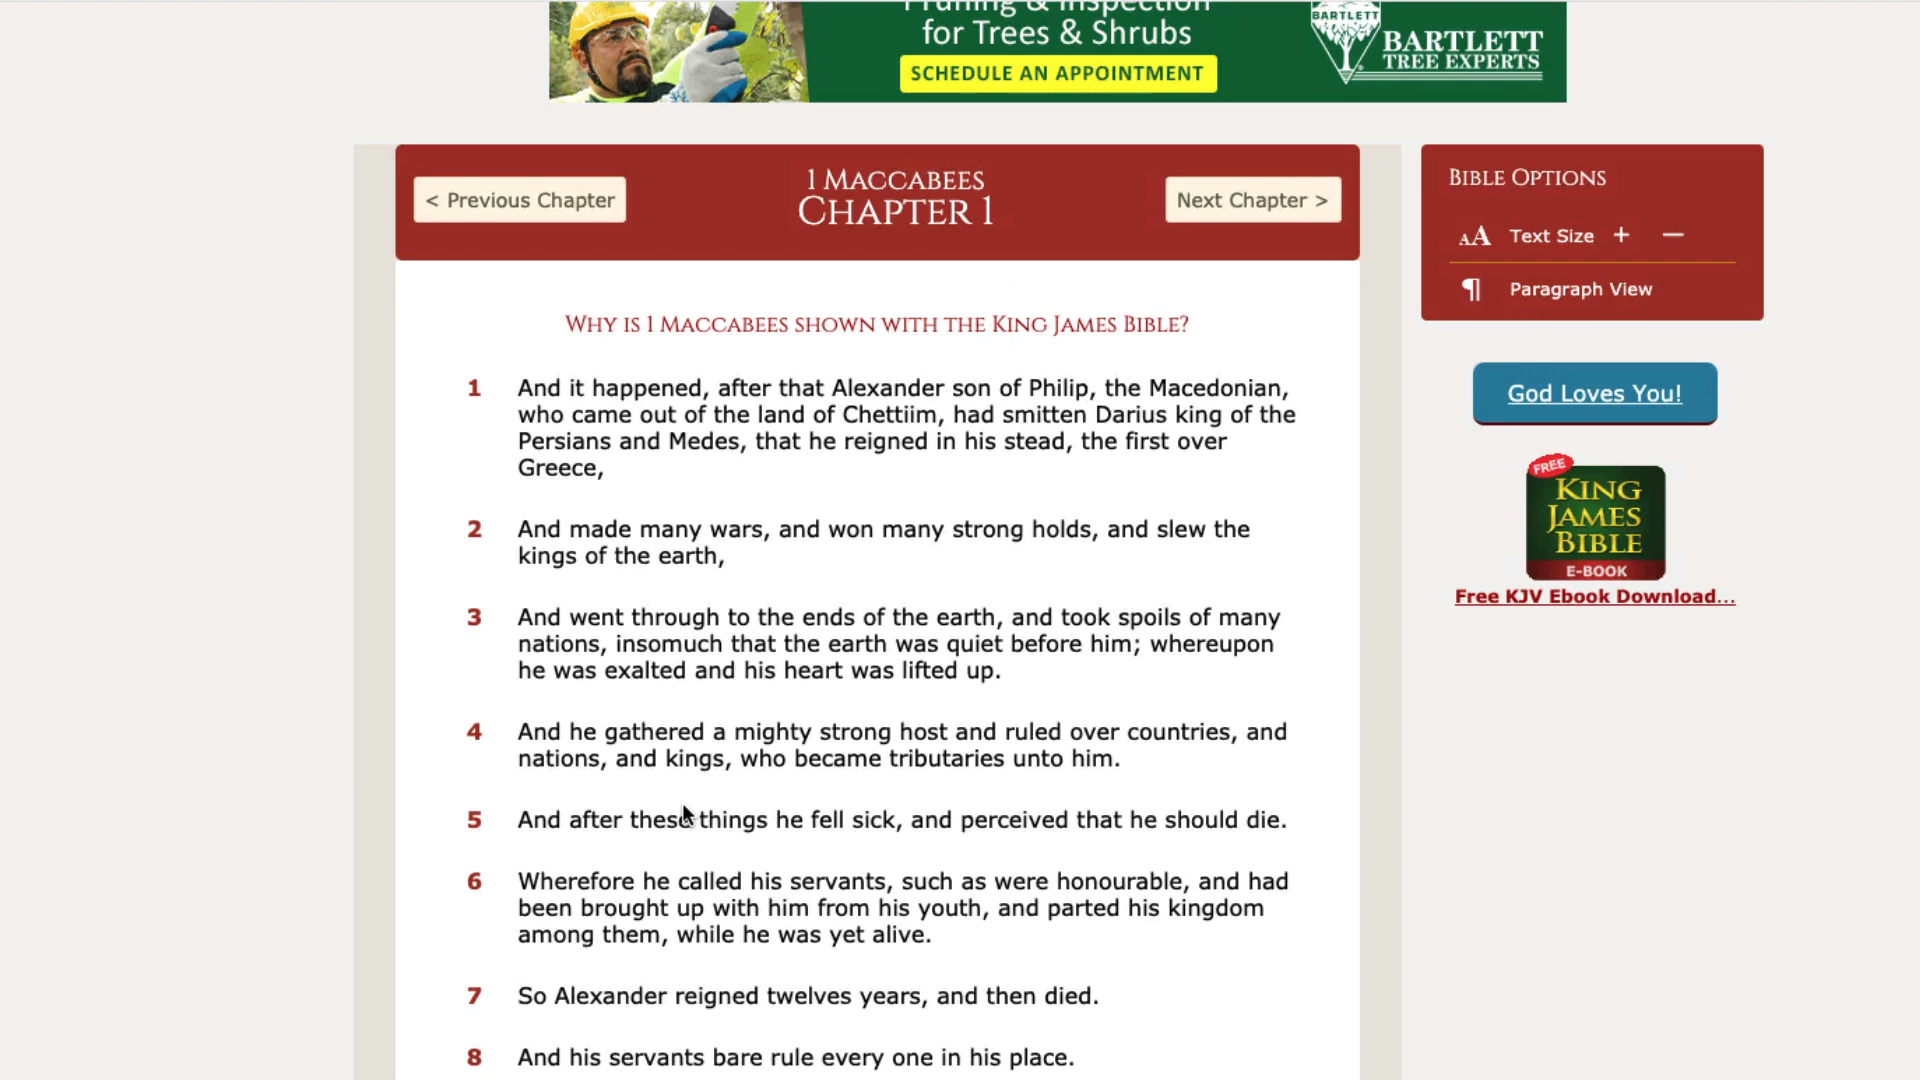 Pruning & Inspection
for Trees & Shrubs
SCHEDULE AN APPOINTMENT
BARTLETT
BARTLETT
TREE EXPERTS
< Previous Chapter
1 Maccabees
Chapter 1
Next Chapter >
Bible Options
AA Text Size + –
¶ Paragraph View
God Loves You!
FREE
KING
JAMES
BIBLE
E-BOOK
Free KJV Ebook Download...
Why is 1 Maccabees shown with the King James Bible?
1 And it happened, after that Alexander son of Philip, the Macedonian,
who came out of the land of Chettiim, had smitten Darius king of the
Persians and Medes, that he reigned in his stead, the first over
Greece,
2 And made many wars, and won many strong holds, and slew the
kings of the earth,
3 And went through to the ends of the earth, and took spoils of many
nations, insomuch that the earth was quiet before him; whereupon
he was exalted and his heart was lifted up.
4 And he gathered a mighty strong host and ruled over countries, and
nations, and kings, who became tributaries unto him.
5 And after these things he fell sick, and perceived that he should die.
6 Wherefore he called his servants, such as were honourable, and had
been brought up with him from his youth, and parted his kingdom
among them, while he was yet alive.
7 So Alexander reigned twelves years, and then died.
8 And his servants bare rule every one in his place.